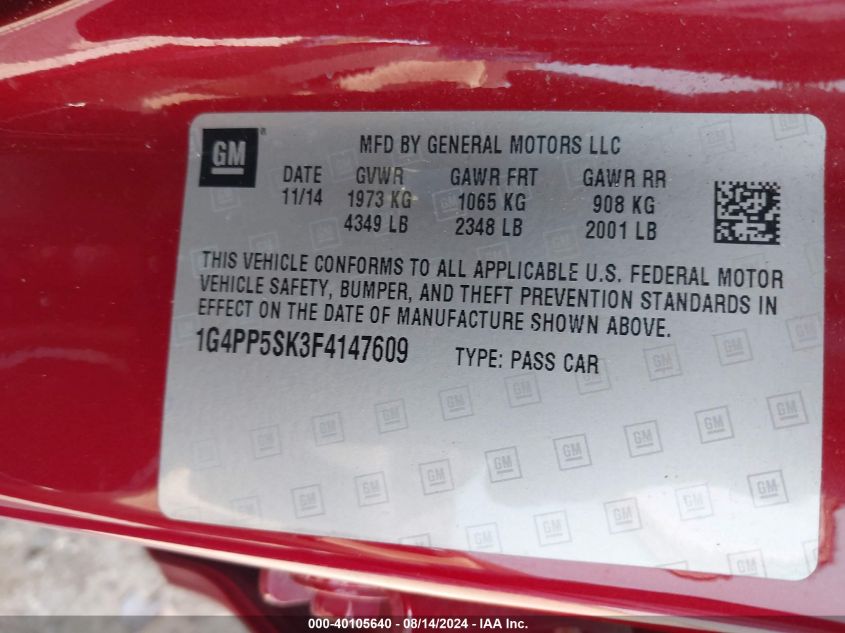 GM
MFD BY GENERAL MOTORS LLC
DATE GVWR GAWR FRT GAWR RR
11/14 1973 KG 1065 KG 908 KG
4349 LB 2348 LB 2001 LB
THIS VEHICLE CONFORMS TO ALL APPLICABLE U.S. FEDERAL MOTOR
VEHICLE SAFETY, BUMPER, AND THEFT PREVENTION STANDARDS IN
EFFECT ON THE DATE OF MANUFACTURE SHOWN ABOVE.
1G4PP5SK3F4147609 TYPE: PASS CAR
000-40105640 - 08/14/2024 - IAA Inc.